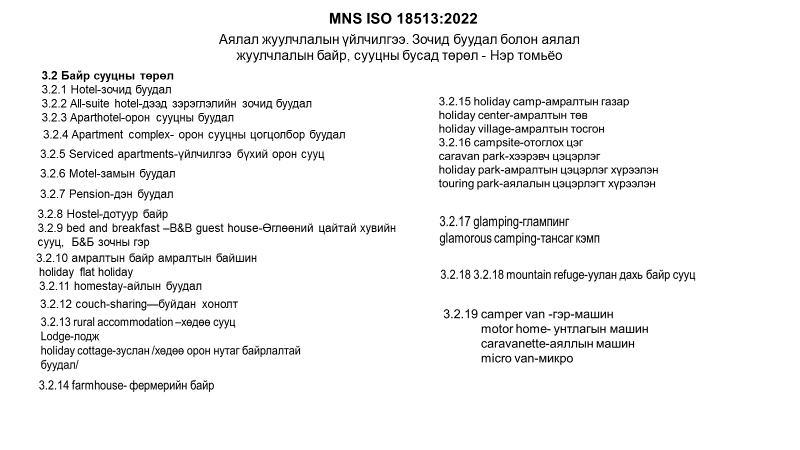 MNS ISO 18513:2022
Аялал жуулчлалын үйлчилгээ. Зочид буудал болон аялал
жуулчлалын байр, сууцны бусад төрөл - Нэр томьёо
3.2 Байр сууцны төрөл
3.2.1 Hotel-зочид буудал
3.2.2 All-suite hotel-дээд зэрэглэлийн зочид буудал
3.2.3 Aparthotel-орон сууцны буудал
3.2.4 Apartment complex- орон сууцны цогцолбор буудал
3.2.5 Serviced apartments-үйлчилгээ бүхий орон сууц
3.2.6 Motel-замын буудал
3.2.7 Pension-дэн буудал
3.2.8 Hostel-дотуур байр
3.2.9 bed and breakfast –B&B guest house-Өглөөний цайтай хувийн
сууц, Б&Б зочны гэр
3.2.10 амралтын байр амралтын байшин
holiday flat holiday
3.2.11 homestay-айлын буудал
3.2.12 couch-sharing—буйдан хонолт
3.2.13 rural accommodation –хөдөө сууц
Lodge-лодж
holiday cottage-зуслан /хөдөө орон нутаг байрлалтай
буудал/
3.2.14 farmhouse- фермерийн байр
3.2.15 holiday camp-амралтын газар
holiday center-амралтын төв
holiday village-амралтын тосгон
3.2.16 campsite-отоглох цэг
caravan park-хээрэвч цэцэрлэг
holiday park-амралтын цэцэрлэг хүрээлэн
touring park-аялалын цэцэрлэгт хүрээлэн
3.2.17 glamping-глампинг
glamorous camping-тансаг кэмп
3.2.18 3.2.18 mountain refuge-уулан дахь байр сууц
3.2.19 camper van -гэр-машин
motor home- унтлагын машин
caravanette-аяллын машин
micro van-микро